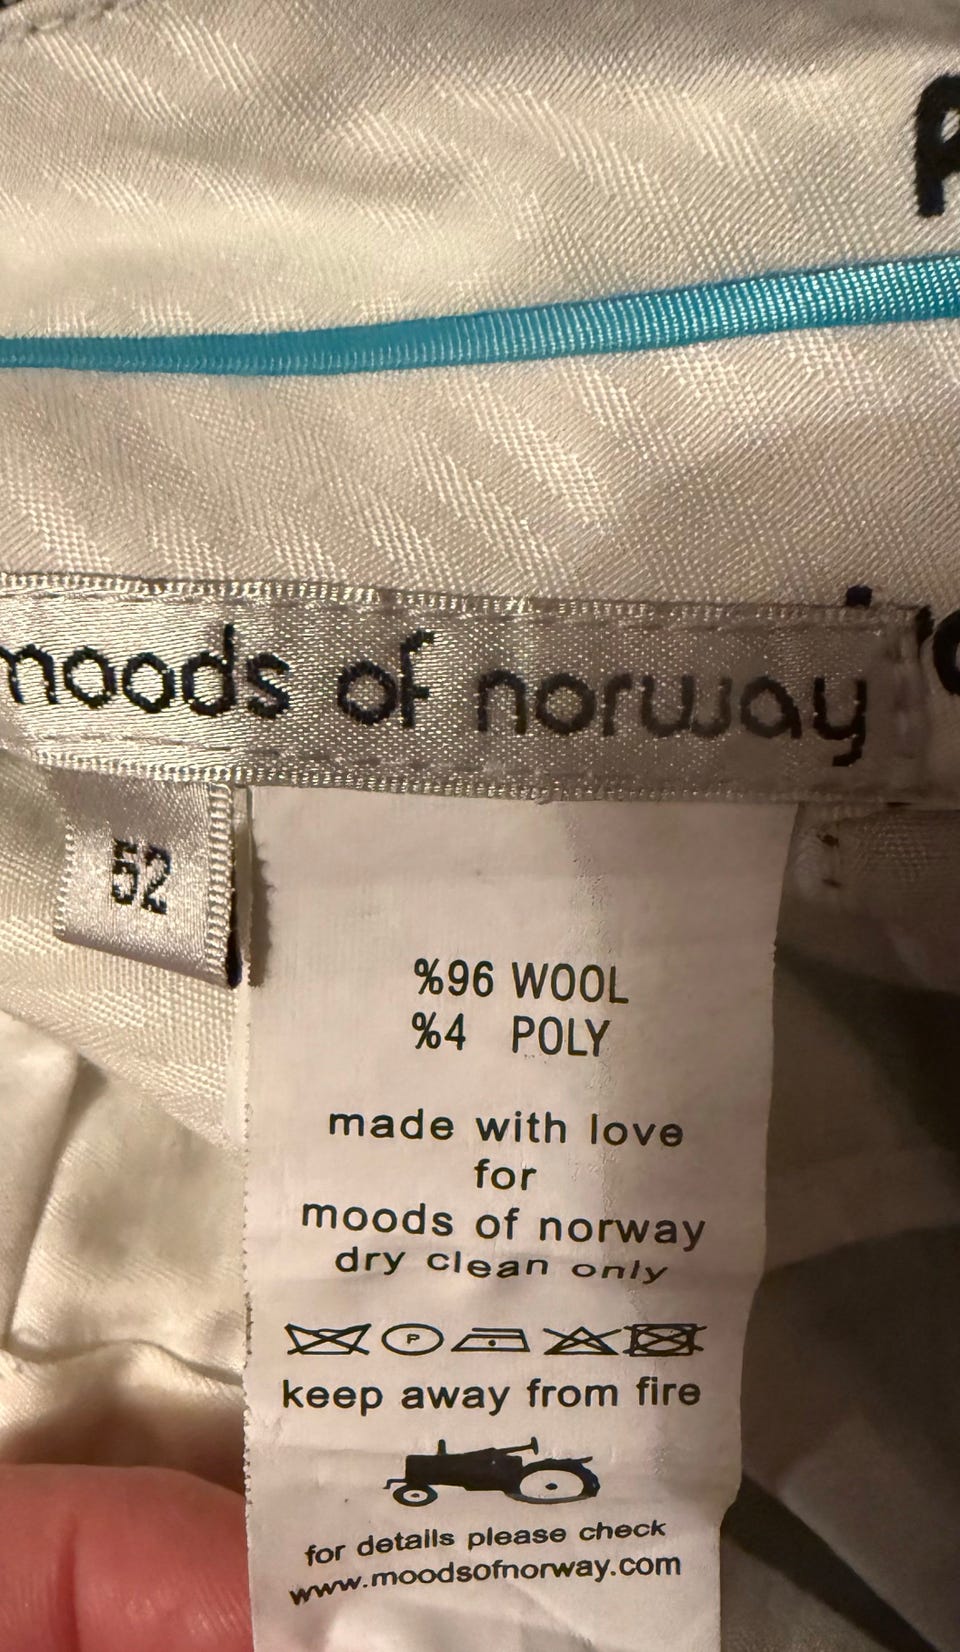 moods of norway
52
%96 WOOL
%4 POLY
made with love
for
moods of norway
dry clean only
P
keep away from fire
for details please check
www.moodsofnorway.com